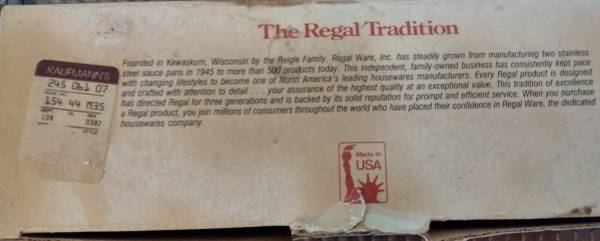 The Regal Tradition
Founded in Kewaskum, Wisconsin by the Reigle Family, Regal Ware, Inc. has steadily grown from manufacturing two stainless
steel sauce pans in 1945 to more than 500 products today. This independent, family owned business has consistently kept pace
with changing lifestyles to become one of North America's leading housewares manufacturers. Every Regal product is designed
and crafted with attention to detail . . . your assurance of the highest quality at an exceptional value. This tradition of excellence
has directed Regal for three generations and is backed by its solid reputation for prompt and efficient service. When you purchase
a Regal product, you join millions of consumers throughout the world who have placed their confidence in Regal Ware, the dedicated
housewares company.
KAUFMANN'S
245 061 07
154 44 M35
108 0382
STYLE
Made in
USA